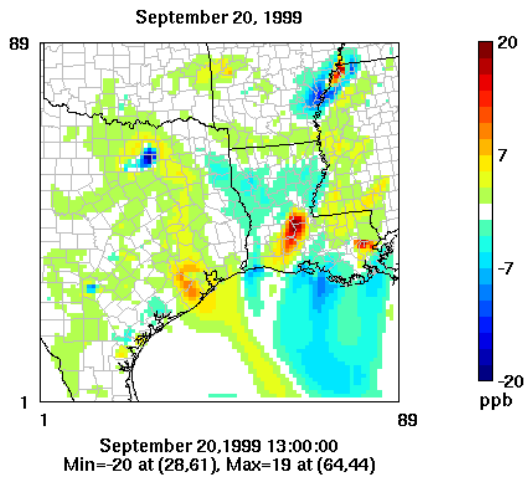 September 20, 1999
89
20
7
-7
-20
1
ppb
1
89
September 20,1999 13:00:00
Min=-20 at (28,61), Max=19 at (64,44)